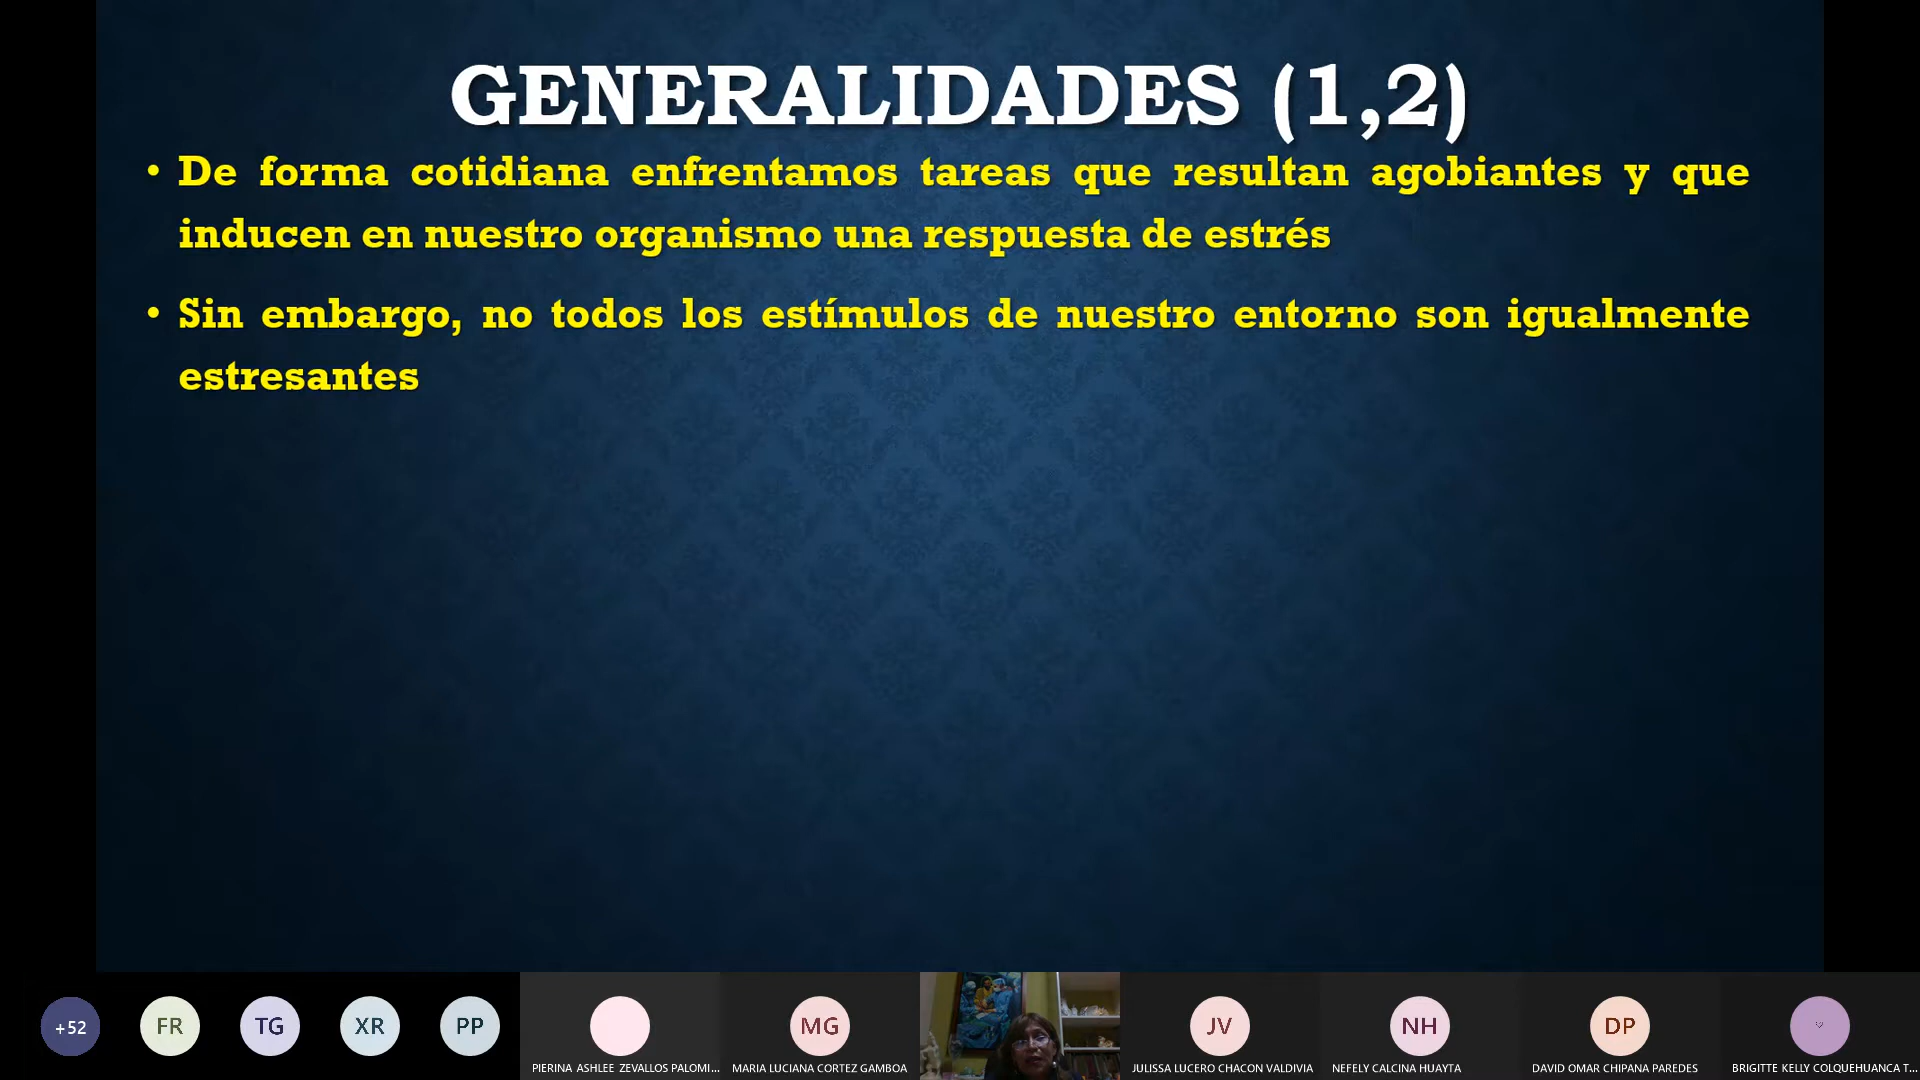 GENERALIDADES (1,2)
• De forma cotidiana enfrentamos tareas que resultan agobiantes y que
inducen en nuestro organismo una respuesta de estrés
• Sin embargo, no todos los estímulos de nuestro entorno son igualmente
estresantes
+52
FR
TG
XR
PP
MG
JV
NH
DP
PIERINA ASHLEE ZEVALLOS PALOMI...
MARIA LUCIANA CORTEZ GAMBOA
JULISSA LUCERO CHACON VALDIVIA
NEFELY CALCINA HUAYTA
DAVID OMAR CHIPANA PAREDES
BRIGITTE KELLY COLQUEHUANCA T...